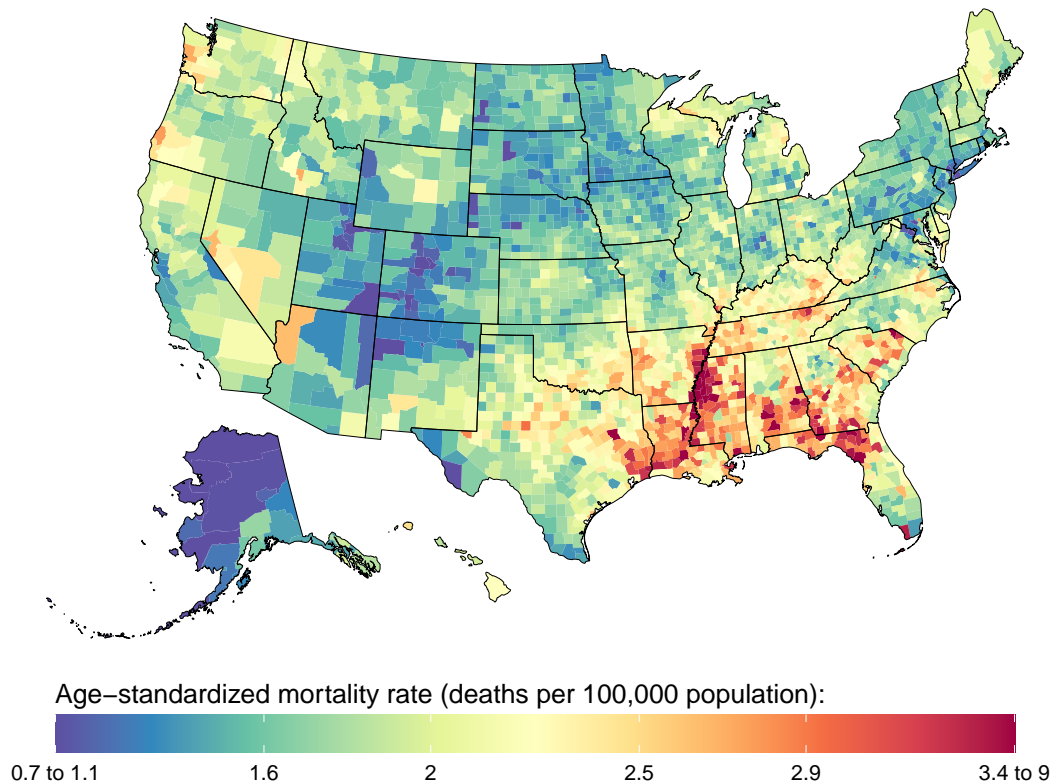 Age−standardized mortality rate (deaths per 100,000 population):
0.7 to 1.1 1.6 2 2.5 2.9 3.4 to 9